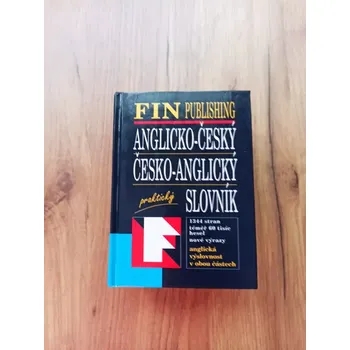 FIN PUBLISHING
ANGLICKO-ČESKÝ
ČESKO-ANGLICKÝ
praktický SLOVNÍK
1344 stran
téměř 60 tisíc
hesel
nové výrazy
anglická
výslovnost
v obou částech